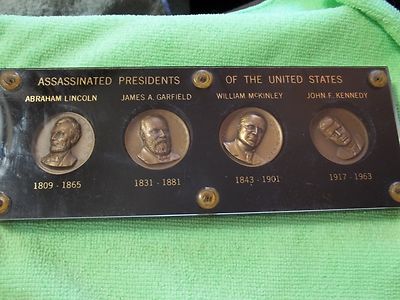 ASSASSINATED PRESIDENTS OF THE UNITED STATES
ABRAHAM LINCOLN JAMES A. GARFIELD WILLIAM McKINLEY JOHN F. KENNEDY
1809 - 1865 1831 - 1881 1843 - 1901 1917 - 1963